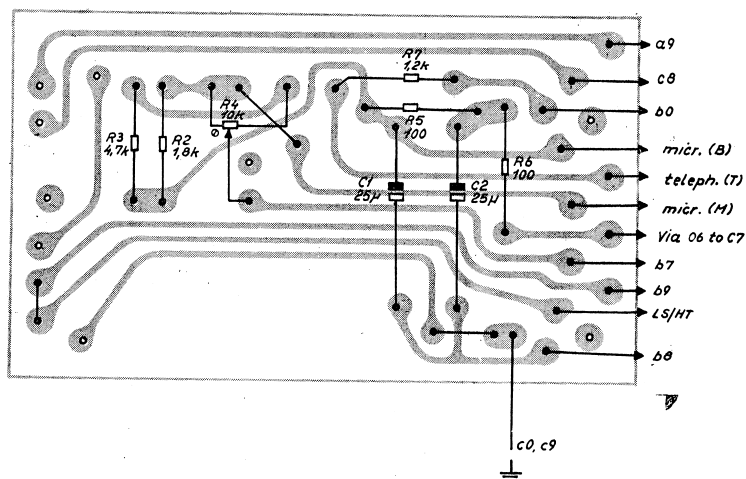 a9
R7
1,2k
c8
R4
10k
b0
R3
4,7k
R2
1,8k
R5
100
micr. (B)
R6
100
teleph. (T)
C1
25µ
C2
25µ
micr. (M)
Via 06 to C7
b7
b9
LS/HT
b8
c0, c9